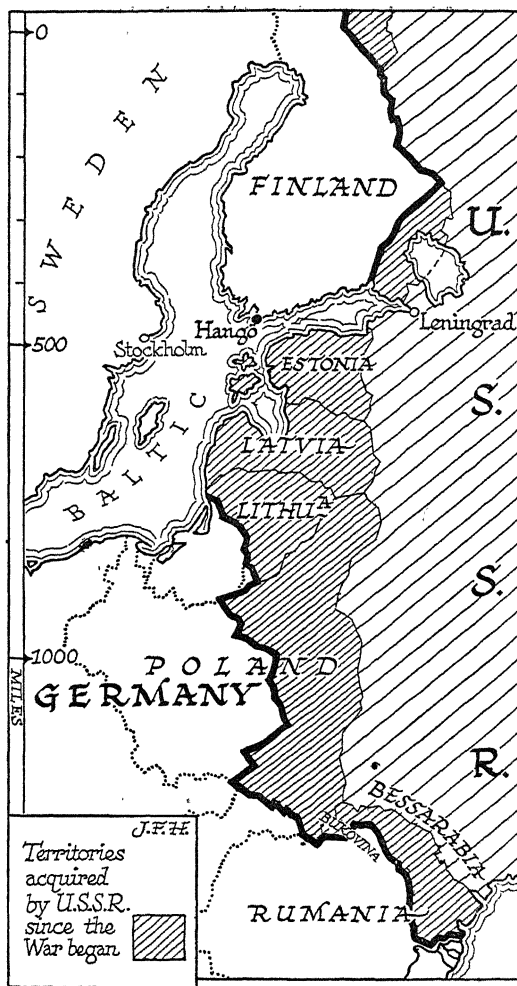 0
SWEDEN
FINLAND
U.
Hango
Leningrad
Stockholm
500
ESTONIA
S.
BALTIC
LATVIA
LITHUA
S.
1000
POLAND
GERMANY
MILES
R.
BESSARABIA
BUKOVINA
J.F.H.
Territories
acquired
by U.S.S.R.
since the
War began
RUMANIA